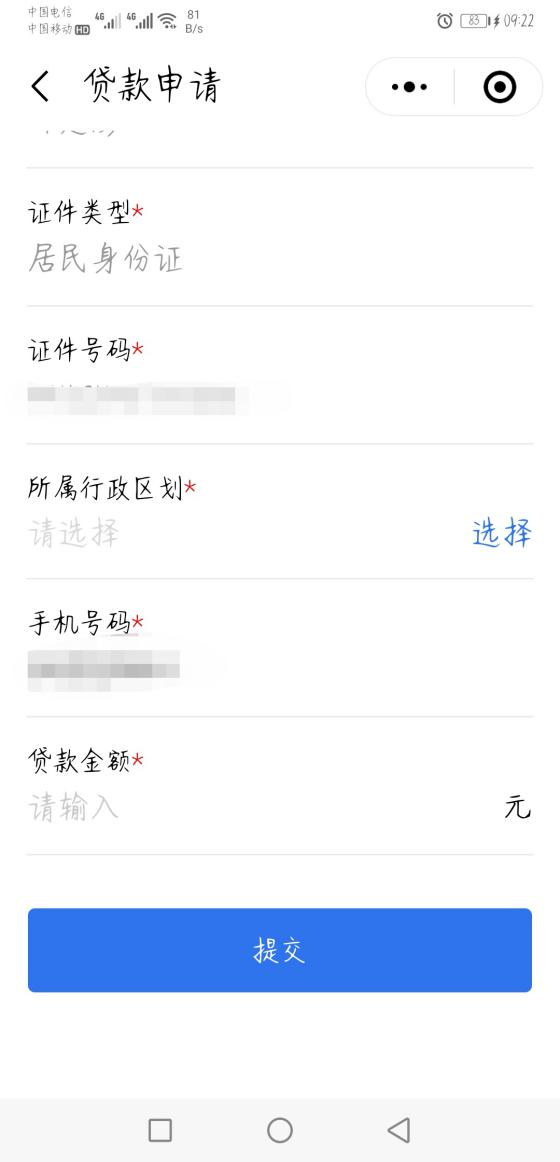 中国电信
中国移动HD
4G
4G
81
B/s
83
09:22
贷款申请
证件类型*
居民身份证
证件号码*
所属行政区划*
请选择
选择
手机号码*
贷款金额*
请输入
元
提交